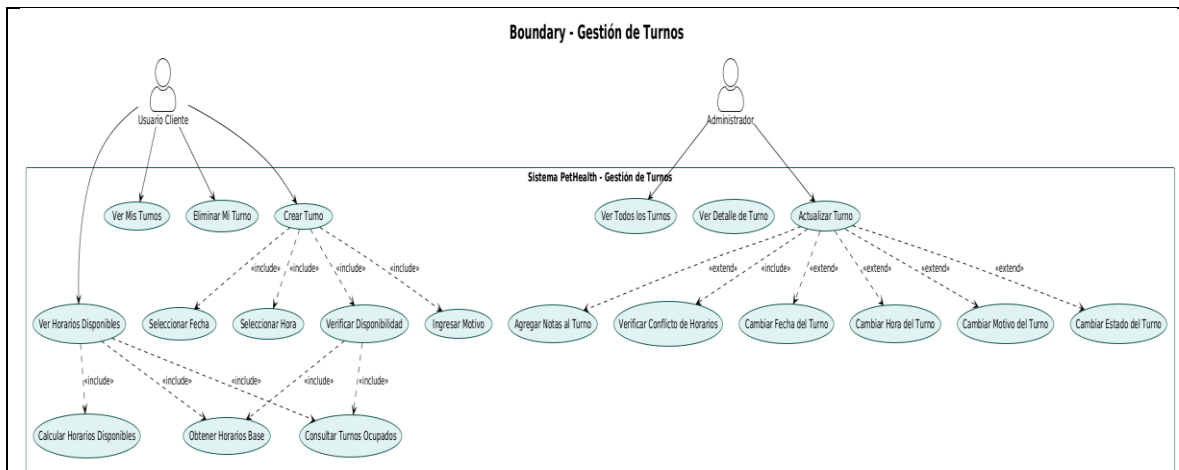 Boundary - Gestión de Turnos
Usuario Cliente
Administrador
Sistema PetHealth - Gestión de Turnos
Ver Mis Turnos
Eliminar Mi Turno
Crear Turno
Ver Todos los Turnos
Ver Detalle de Turno
Actualizar Turno
«include»
«include»
«include»
«include»
«extend»
«include»
«extend»
«extend»
«extend»
«extend»
Ver Horarios Disponibles
Seleccionar Fecha
Seleccionar Hora
Verificar Disponibilidad
Ingresar Motivo
Agregar Notas al Turno
Verificar Conflicto de Horarios
Cambiar Fecha del Turno
Cambiar Hora del Turno
Cambiar Motivo del Turno
Cambiar Estado del Turno
«include»
«include»
«include»
«include»
«include»
Calcular Horarios Disponibles
Obtener Horarios Base
Consultar Turnos Ocupados